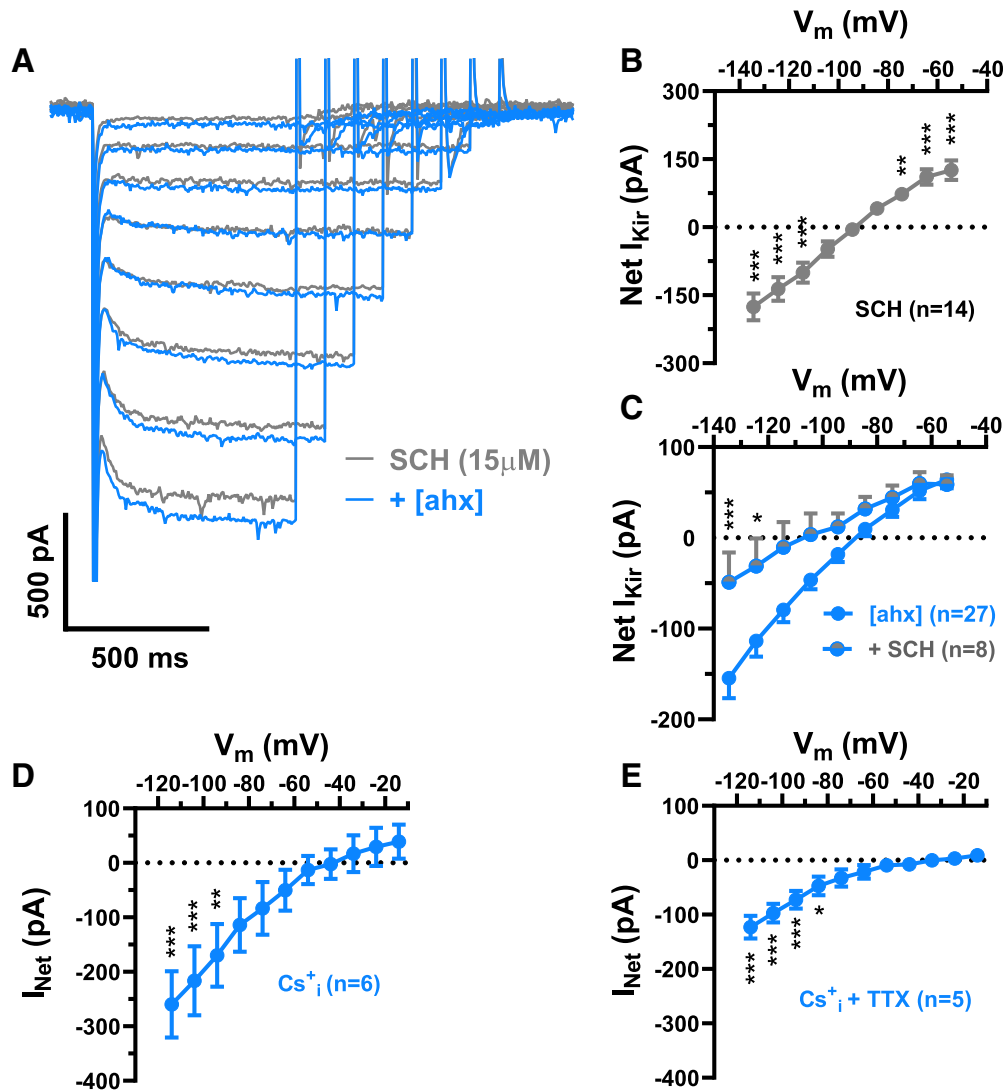 A
SCH (15μM)
+ [ahx]
500 pA
500 ms
B
Vm (mV)
-140 -120 -100 -80 -60 -40
300
150
0
-150
-300
Net IKir (pA)
***
***
***
**
***
***
SCH (n=14)
C
Vm (mV)
-140 -120 -100 -80 -60 -40
100
0
-100
-200
Net IKir (pA)
***
*
[ahx] (n=27)
+ SCH (n=8)
D
Vm (mV)
-120 -100 -80 -60 -40 -20
100
0
-100
-200
-300
-400
INet (pA)
***
***
**
Cs+i (n=6)
E
Vm (mV)
-120 -100 -80 -60 -40 -20
100
0
-100
-200
-300
-400
INet (pA)
***
***
***
*
Cs+i + TTX (n=5)